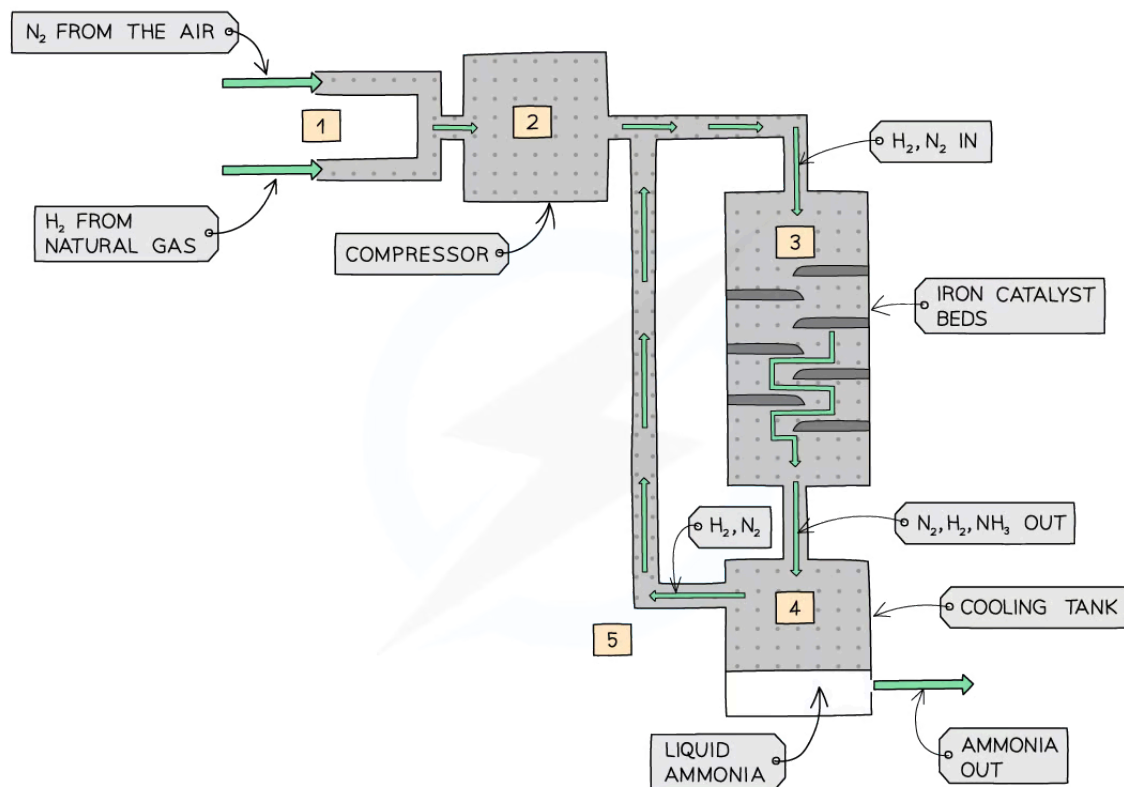 N₂ FROM THE AIR
1
2
H₂ FROM
NATURAL GAS
COMPRESSOR
H₂, N₂ IN
3
IRON CATALYST
BEDS
H₂, N₂
N₂, H₂, NH₃ OUT
4
COOLING TANK
5
LIQUID
AMMONIA
AMMONIA
OUT